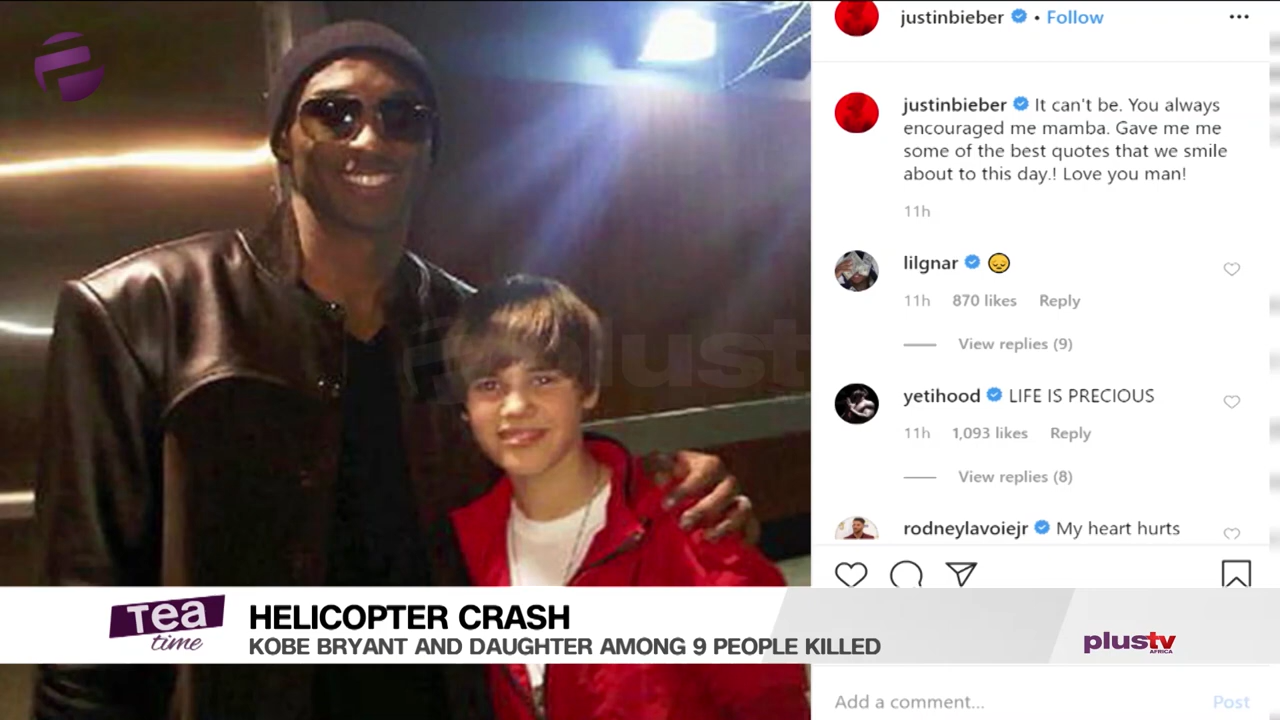 justinbieber • Follow
justinbieber It can't be. You always
encouraged me mamba. Gave me me
some of the best quotes that we smile
about to this day.! Love you man!
11h
lilgnar 😔
11h 870 likes Reply
View replies (9)
yetihood LIFE IS PRECIOUS
11h 1,093 likes Reply
View replies (8)
rodneylavoiejr My heart hurts
plustv
Tea
time
HELICOPTER CRASH
KOBE BRYANT AND DAUGHTER AMONG 9 PEOPLE KILLED
plustv
AFRICA
Add a comment... Post